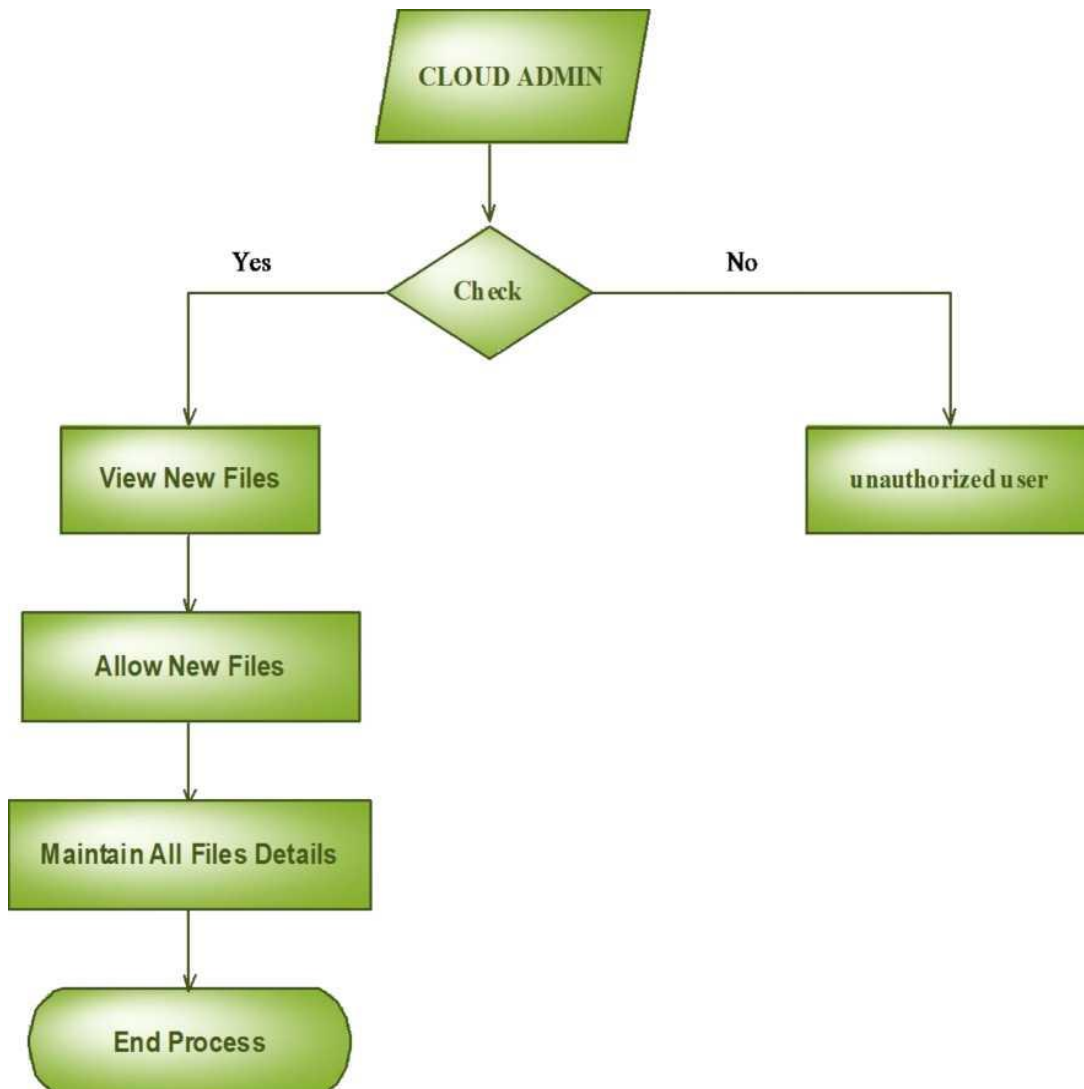 CLOUD ADMIN
Check
Yes
No
View New Files
unauthorized user
Allow New Files
Maintain All Files Details
End Process